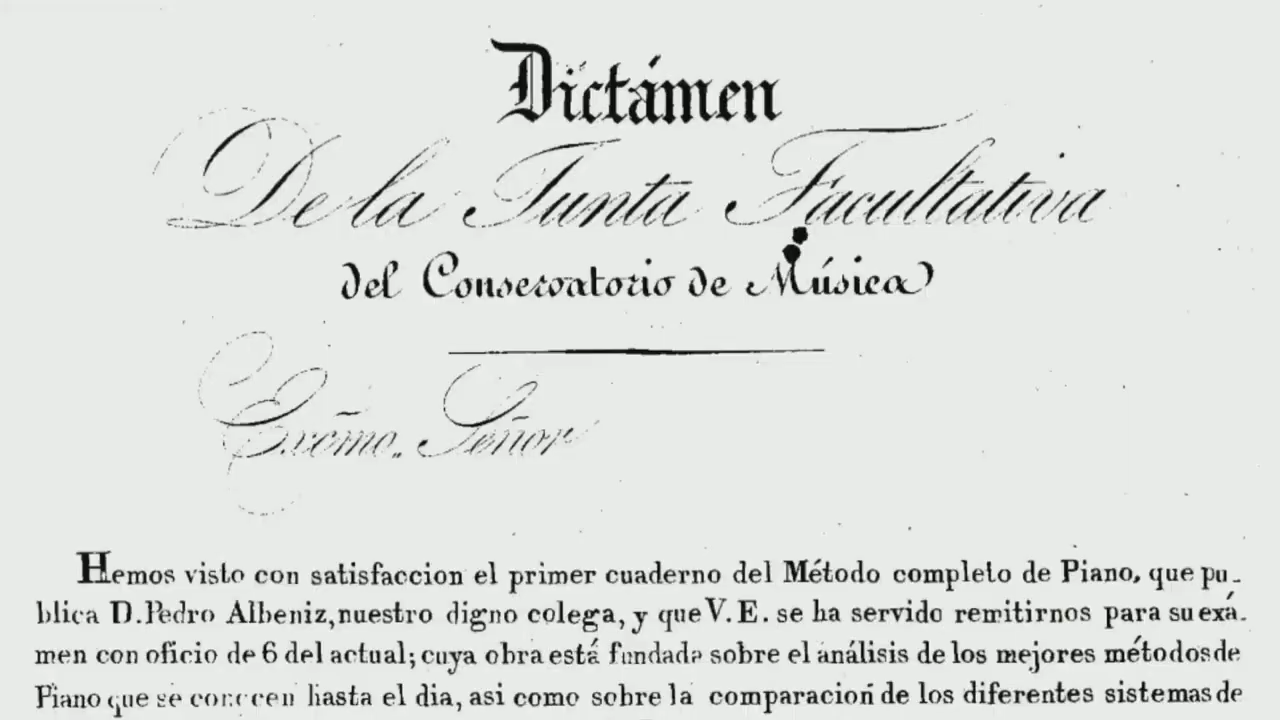 Dictámen
De la Junta Facultativa
del Conservatorio de Música
Excmo. Señor
Hemos visto con satisfaccion el primer cuaderno del Método completo de Piano, que pu-
blica D. Pedro Albeniz, nuestro digno colega, y que V. E. se ha servido remitirnos para su exá-
men con oficio de 6 del actual; cuya obra está fundada sobre el análisis de los mejores métodos de
Piano que se conocen hasta el dia, asi como sobre la comparacion de los diferentes sistemas de